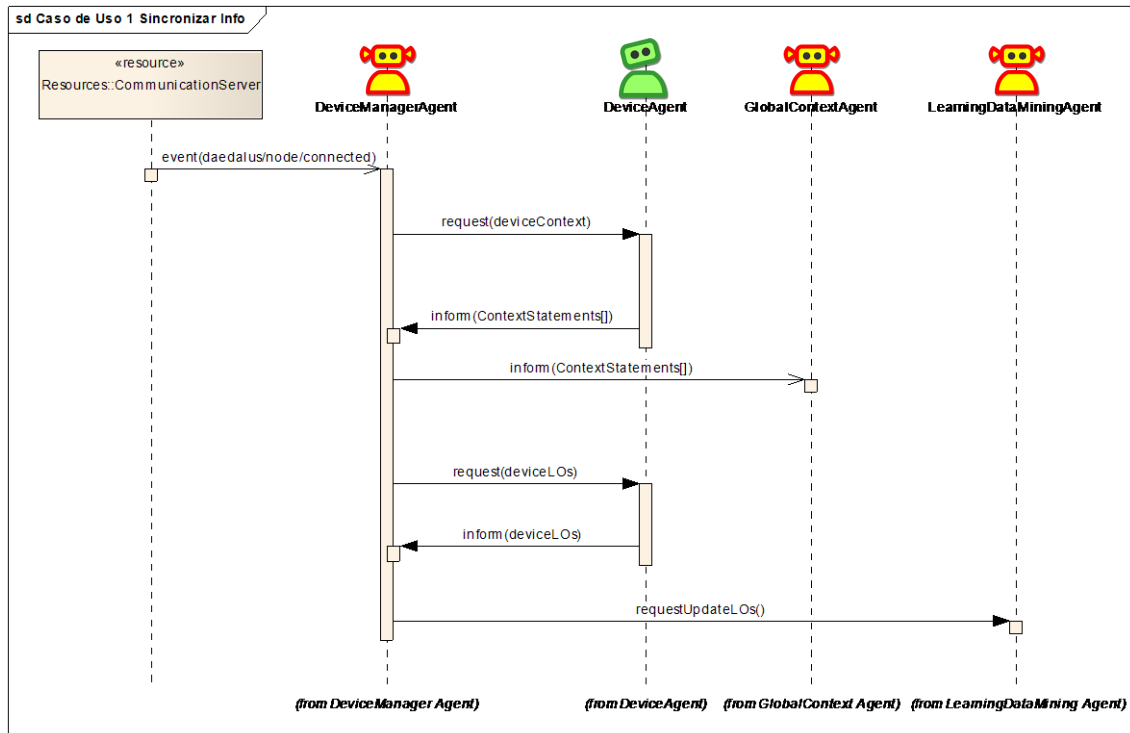 sd Caso de Uso 1 Sincronizar Info
«resource»
Resources::CommunicationServer
DeviceManagerAgent
DeviceAgent
GlobalContextAgent
LearningDataMiningAgent
event(daedalus/node/connected)
request(deviceContext)
inform(ContextStatements[])
inform(ContextStatements[])
request(deviceLOs)
inform(deviceLOs)
requestUpdateLOs()
(from DeviceManager Agent)
(from DeviceAgent)
(from GlobalContext Agent)
(from LearningDataMining Agent)